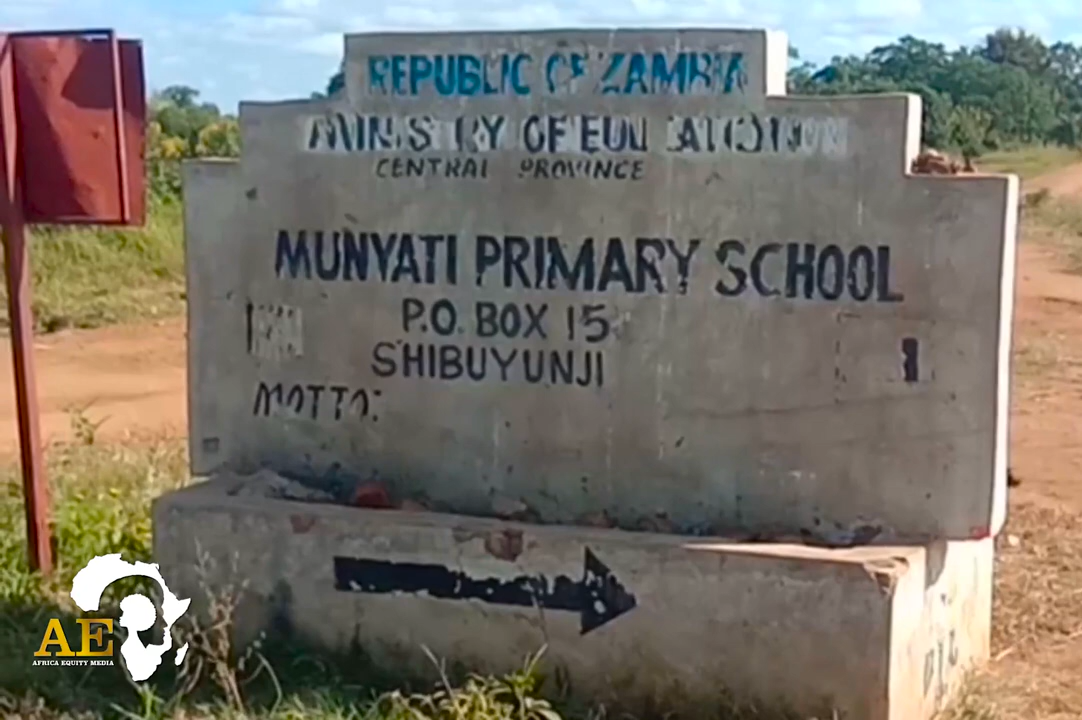 REPUBLIC OF ZAMBIA
MINISTRY OF EDUCATION
CENTRAL PROVINCE
MUNYATI PRIMARY SCHOOL
P.O. BOX 15
SHIBUYUNJI
MOTTO:
AE
AFRICA EQUITY MEDIA